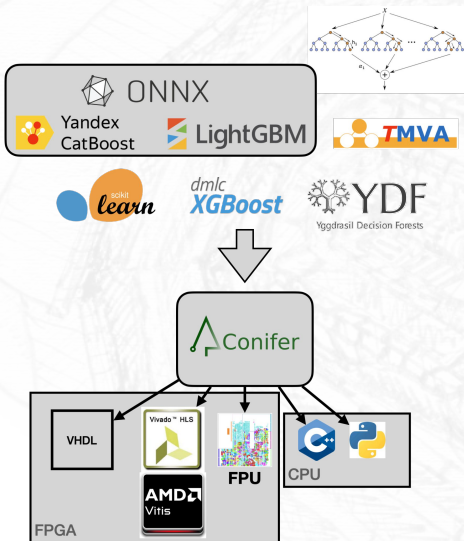 X
...
ONNX
Yandex
CatBoost
LightGBM
TMVA
scikit
learn
dmlc
XGBoost
YDF
Yggdrasil Decision Forests
Conifer
VHDL
Vivado™ HLS
FPU
C++
AMD
Vitis
CPU
FPGA